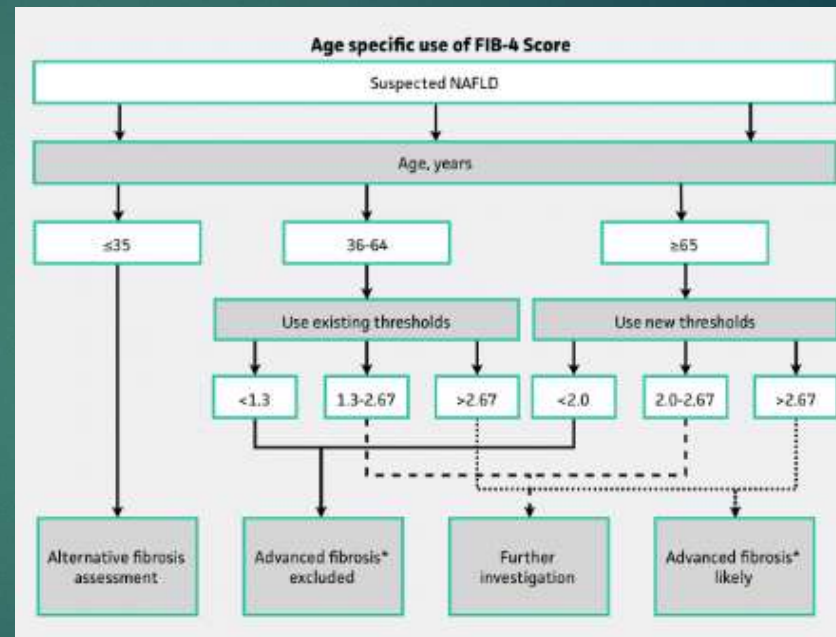 Age specific use of FIB-4 Score
Suspected NAFLD
Age, years
≤35
36-64
≥65
Use existing thresholds
Use new thresholds
<1.3
1.3-2.67
>2.67
<2.0
2.0-2.67
>2.67
Alternative fibrosis
assessment
Advanced fibrosis*
excluded
Further
investigation
Advanced fibrosis*
likely